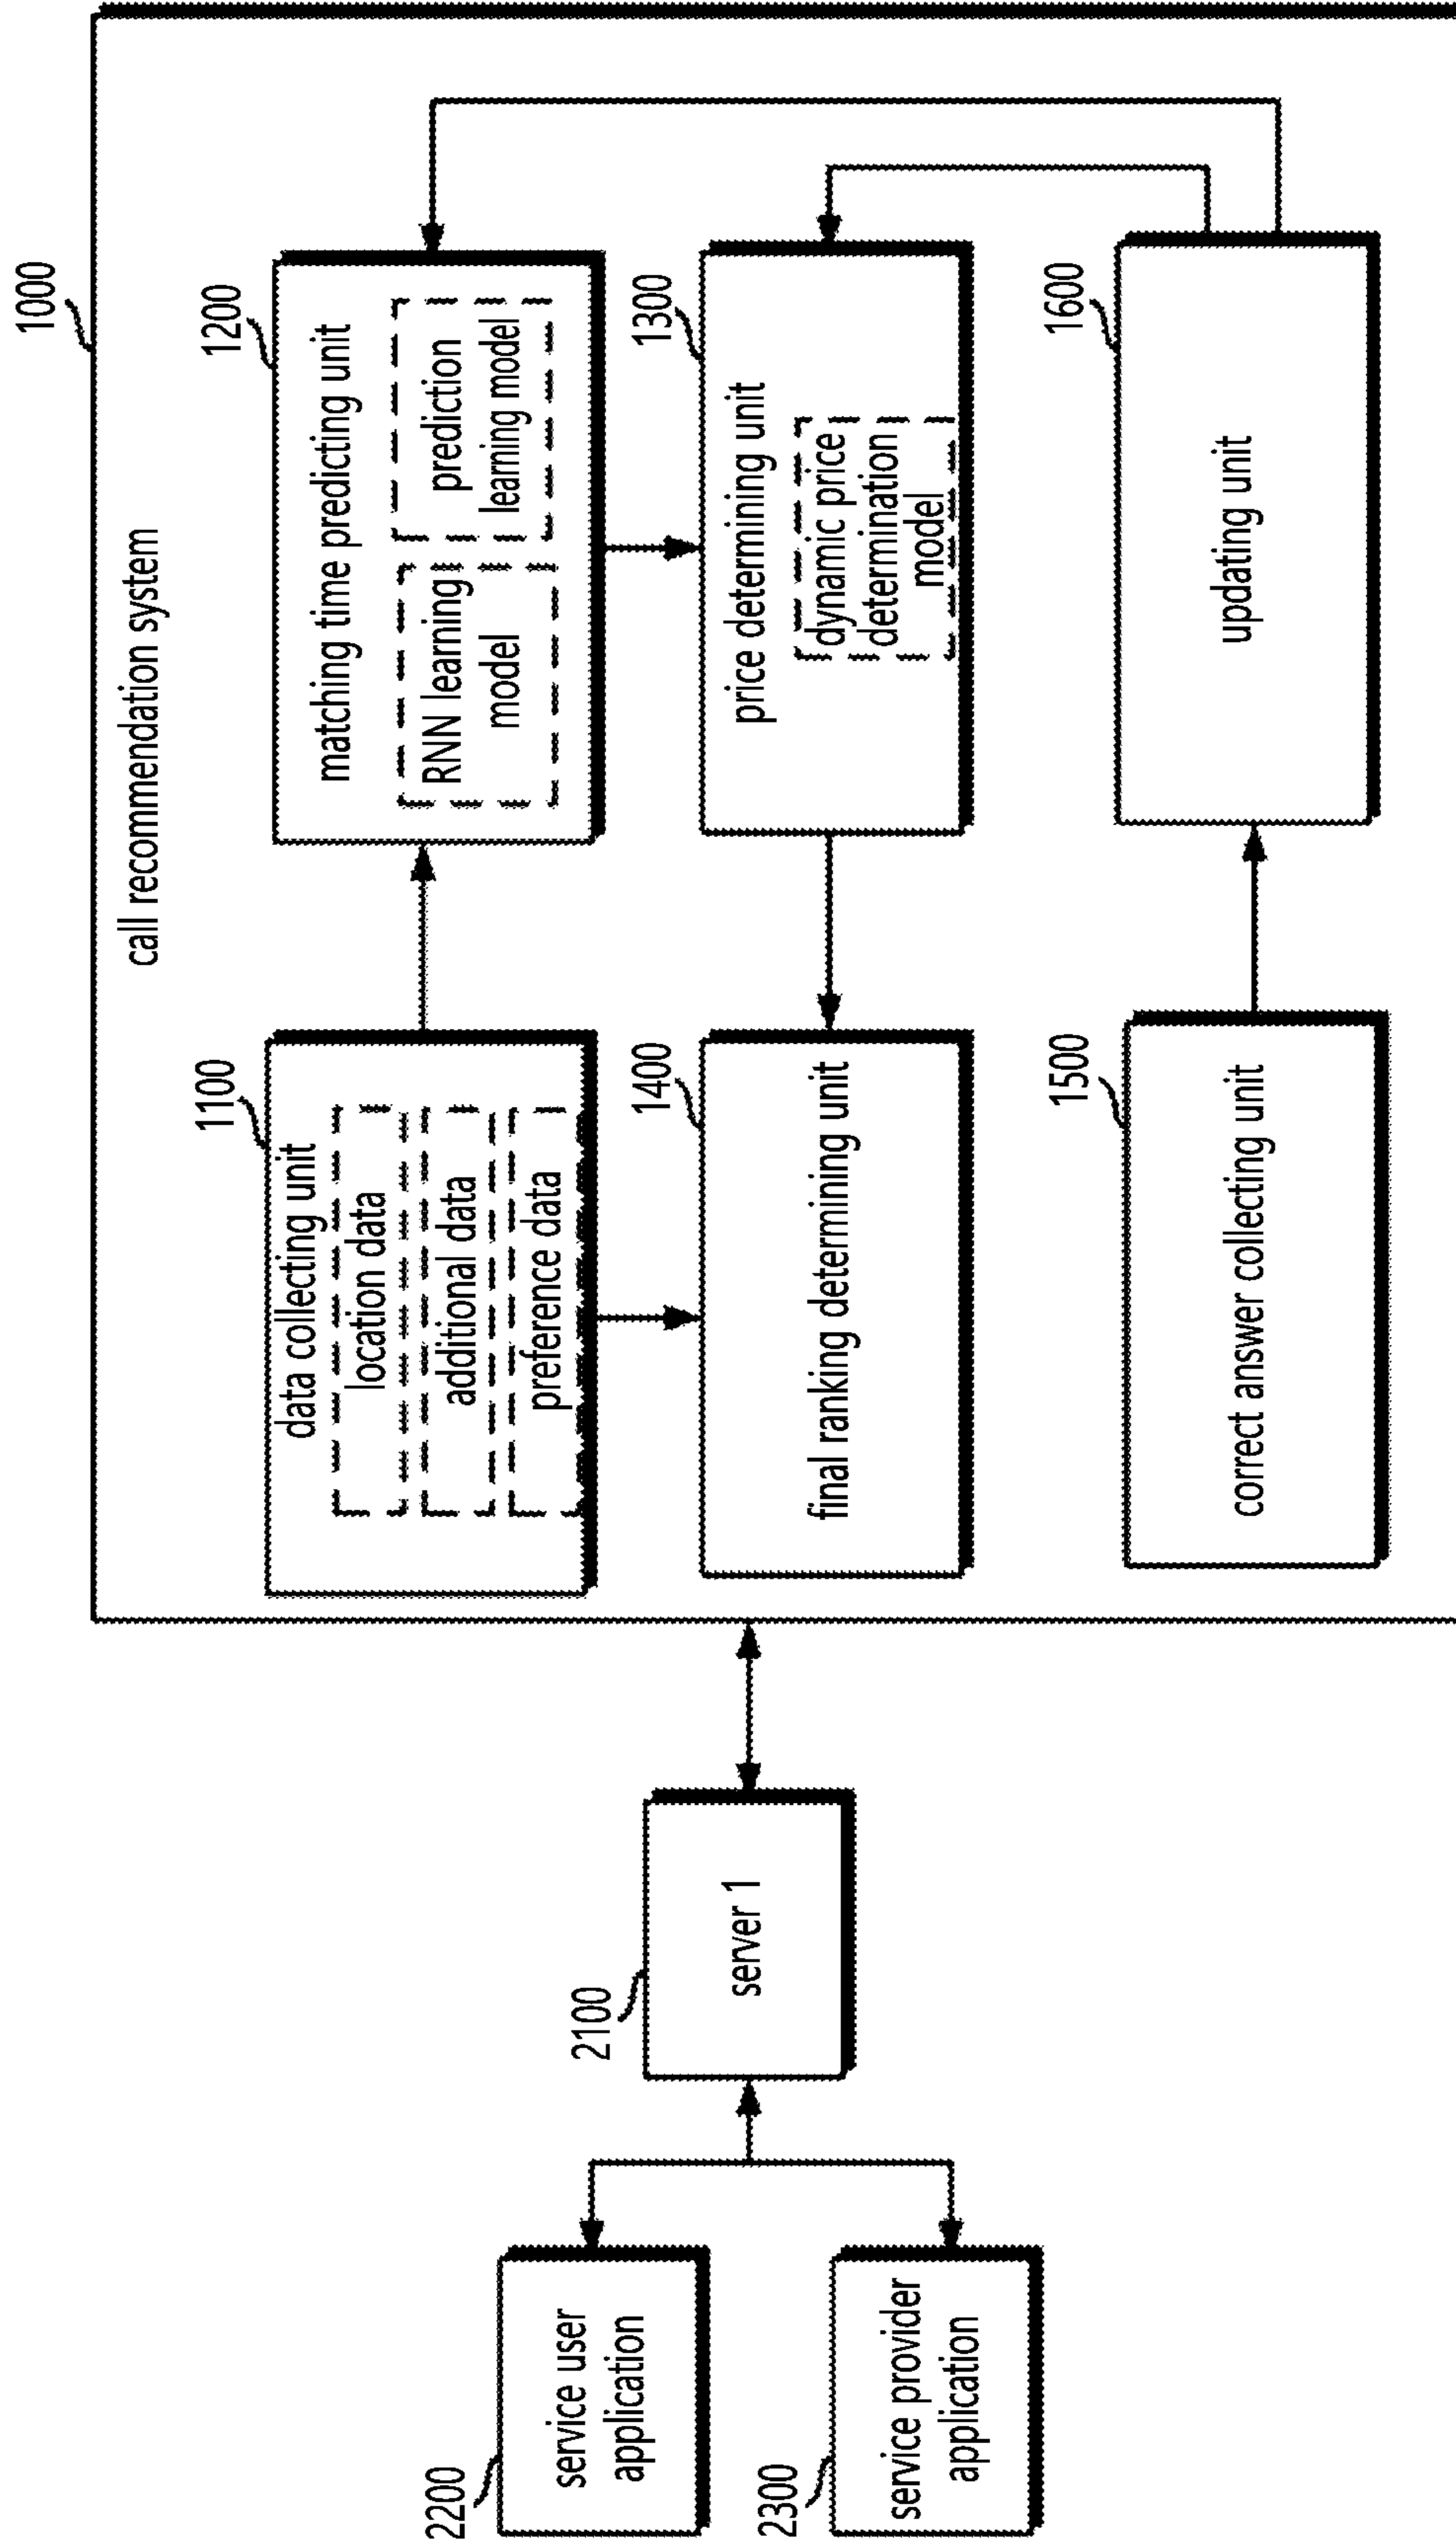 1000
call recommendation system
1100
data collecting unit
location data
additional data
preference data
1200
matching time predicting unit
RNN learning
model
prediction
learning model
2200
service user
application
2100
server 1
1400
final ranking determining unit
1300
price determining unit
dynamic price
determination
model
2300
service provider
application
1500
correct answer collecting unit
1600
updating unit